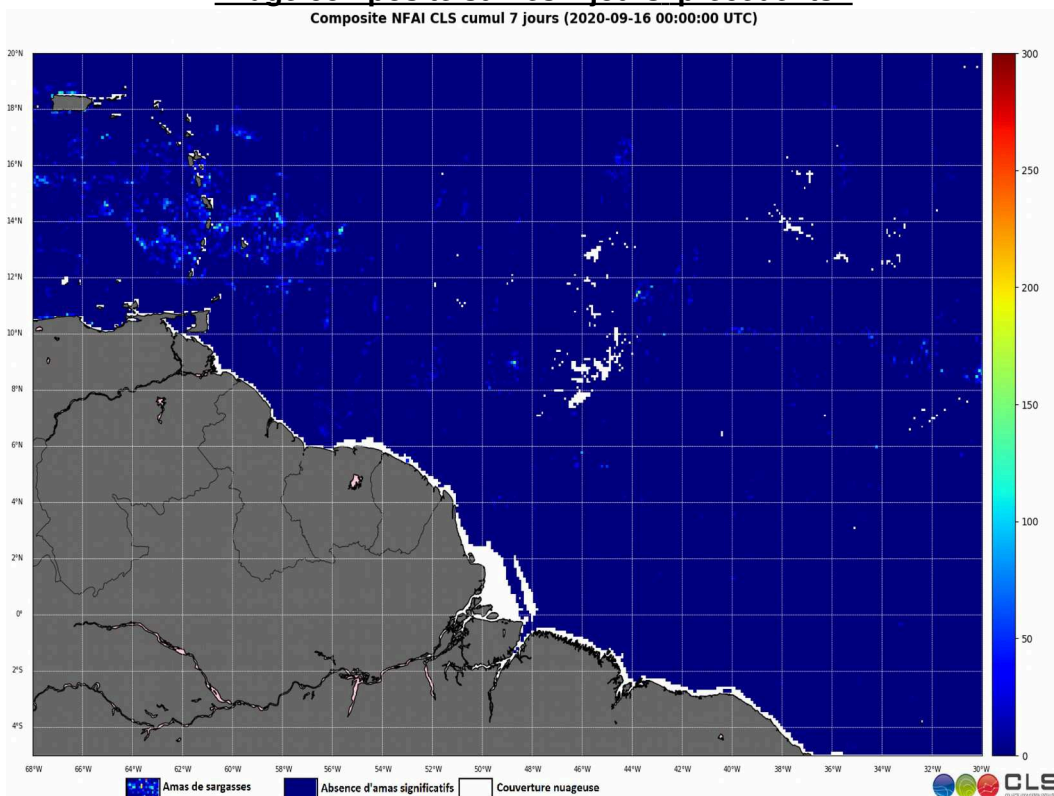 Composite NFAI CLS cumul 7 jours (2020-09-16 00:00:00 UTC)
20°N
18°N
16°N
14°N
12°N
10°N
8°N
6°N
4°N
2°N
0°
2°S
4°S
300
250
200
150
100
50
0
68°W 66°W 64°W 62°W 60°W 58°W 56°W 54°W 52°W 50°W 48°W 46°W 44°W 42°W 40°W 38°W 36°W 34°W 32°W 30°W
Amas de sargasses Absence d'amas significatifs Couverture nuageuse
CLS